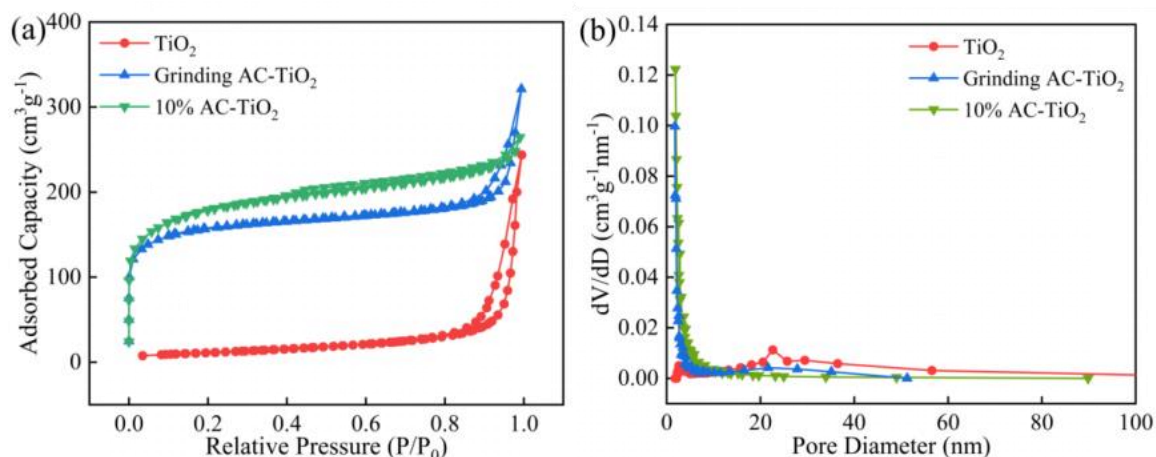 (a)
400
300
200
100
0
Adsorbed Capacity (cm³g⁻¹)
TiO₂
Grinding AC-TiO₂
10% AC-TiO₂
0.0 0.2 0.4 0.6 0.8 1.0
Relative Pressure (P/P₀)
(b)
0.12
0.10
0.08
0.06
0.04
0.02
0.00
dV/dD (cm³g⁻¹nm⁻¹)
TiO₂
Grinding AC-TiO₂
10% AC-TiO₂
0 20 40 60 80 100
Pore Diameter (nm)